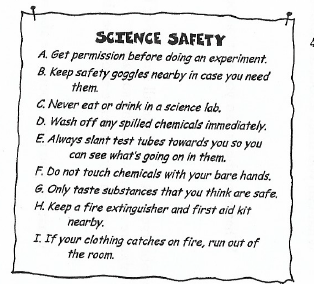 SCIENCE SAFETY
A. Get permission before doing an experiment.
B. Keep safety goggles nearby in case you need
them.
C. Never eat or drink in a science lab.
D. Wash off any spilled chemicals immediately.
E. Always slant test tubes towards you so you
can see what's going on in them.
F. Do not touch chemicals with your bare hands.
G. Only taste substances that you think are safe.
H. Keep a fire extinguisher and first aid kit
nearby.
I. If your clothing catches on fire, run out of
the room.